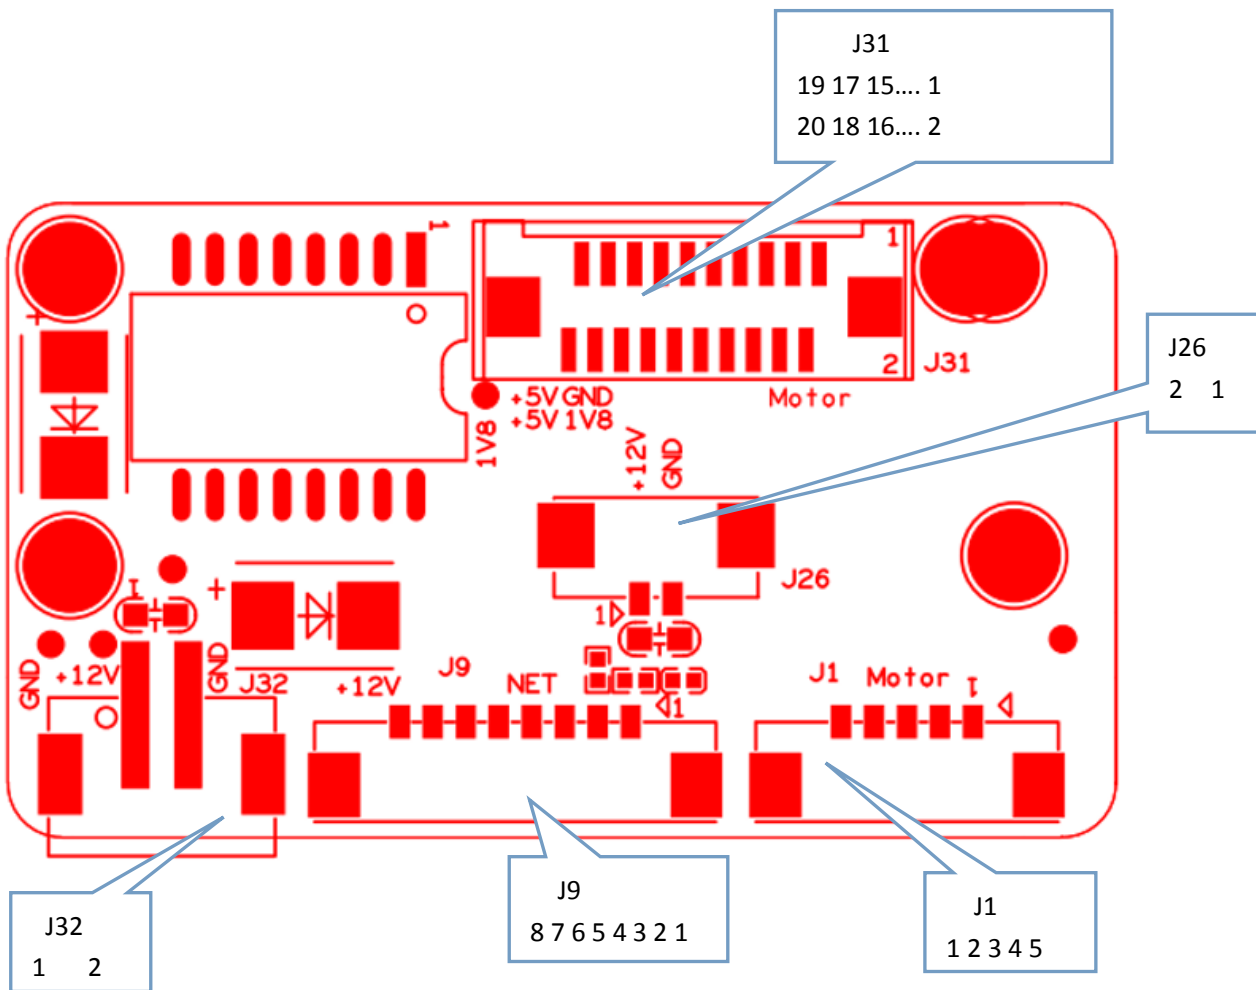 J31
19 17 15.... 1
20 18 16.... 2
1
1
J26
2 1
+
2
J31
+5V GND
+5V 1V8
Motor
1V8
+12V
GND
J26
1
+
1
GND
+12V
GND
J32
+12V
J9
NET
1
J1
Motor
1
J9
8 7 6 5 4 3 2 1
J1
1 2 3 4 5
J32
1 2